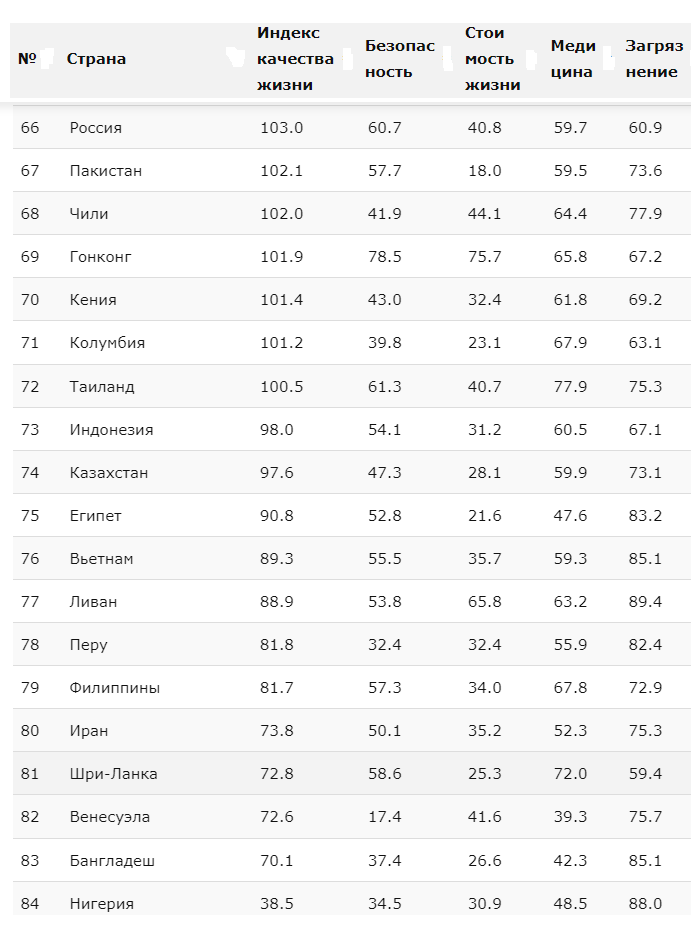 № Страна Индекс качества жизни Безопас ность Стои мость жизни Меди цина Загряз нение
66 Россия 103.0 60.7 40.8 59.7 60.9
67 Пакистан 102.1 57.7 18.0 59.5 73.6
68 Чили 102.0 41.9 44.1 64.4 77.9
69 Гонконг 101.9 78.5 75.7 65.8 67.2
70 Кения 101.4 43.0 32.4 61.8 69.2
71 Колумбия 101.2 39.8 23.1 67.9 63.1
72 Таиланд 100.5 61.3 40.7 77.9 75.3
73 Индонезия 98.0 54.1 31.2 60.5 67.1
74 Казахстан 97.6 47.3 28.1 59.9 73.1
75 Египет 90.8 52.8 21.6 47.6 83.2
76 Вьетнам 89.3 55.5 35.7 59.3 85.1
77 Ливан 88.9 53.8 65.8 63.2 89.4
78 Перу 81.8 32.4 32.4 55.9 82.4
79 Филиппины 81.7 57.3 34.0 67.8 72.9
80 Иран 73.8 50.1 35.2 52.3 75.3
81 Шри-Ланка 72.8 58.6 25.3 72.0 59.4
82 Венесуэла 72.6 17.4 41.6 39.3 75.7
83 Бангладеш 70.1 37.4 26.6 42.3 85.1
84 Нигерия 38.5 34.5 30.9 48.5 88.0